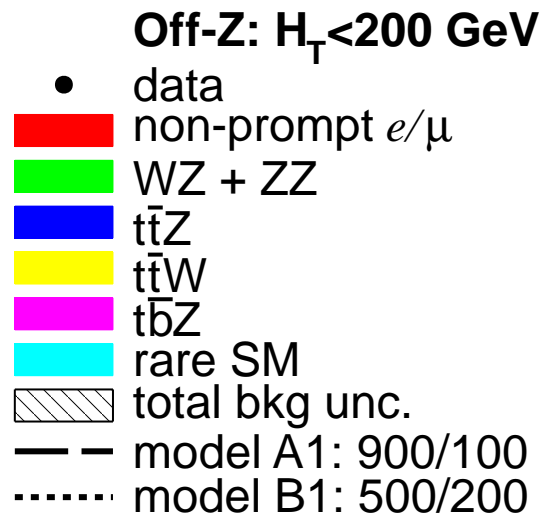 Off-Z: H_T<200 GeV
data
non-prompt e/μ
WZ + ZZ
tt̄Z
tt̄W
tb̄Z
rare SM
total bkg unc.
model A1: 900/100
model B1: 500/200